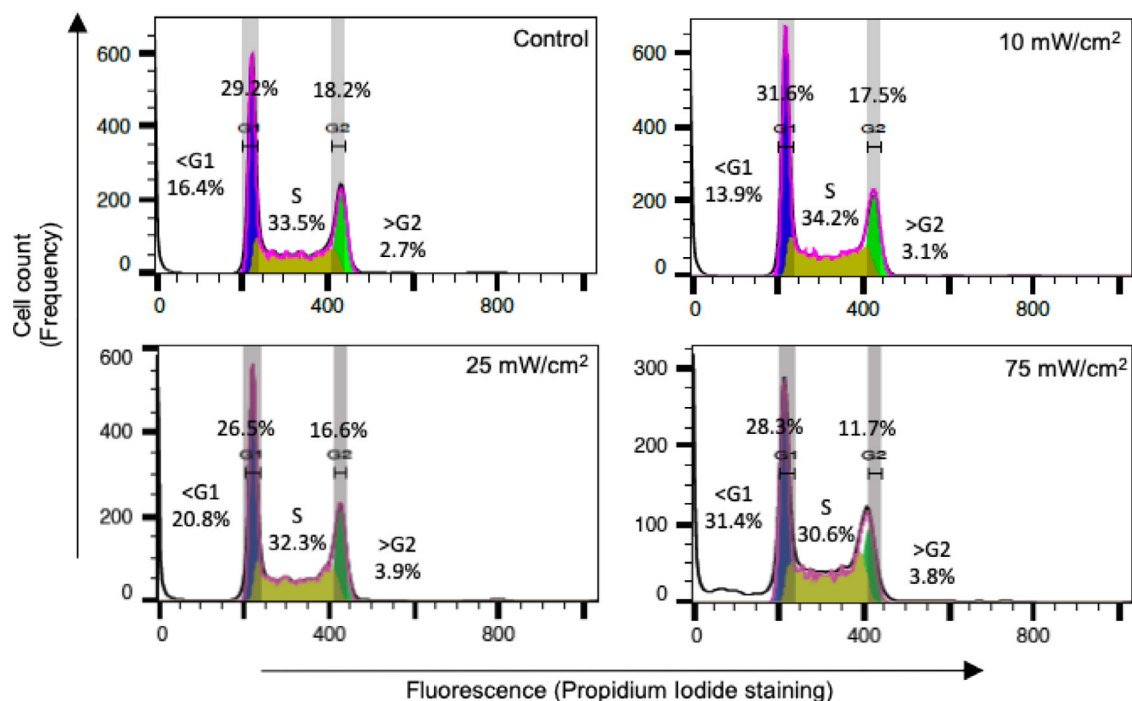 Cell count
(Frequency)
Control
600
400
200
0
29.2%
18.2%
G1
G2
<G1
16.4%
S
33.5%
>G2
2.7%
0
400
800
10 mW/cm²
600
400
200
0
31.6%
17.5%
G1
G2
<G1
13.9%
S
34.2%
>G2
3.1%
0
400
800
25 mW/cm²
600
400
200
0
26.5%
16.6%
G1
G2
<G1
20.8%
S
32.3%
>G2
3.9%
0
400
800
75 mW/cm²
300
200
100
0
28.3%
11.7%
G1
G2
<G1
31.4%
S
30.6%
>G2
3.8%
0
400
800
Fluorescence (Propidium Iodide staining)